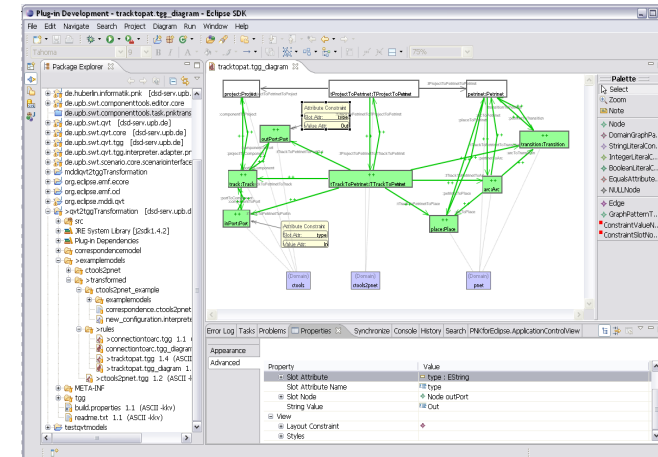 Plug-in Development - tracktopat.tgg_diagram - Eclipse SDK
File Edit Navigate Search Project Diagram Run Window Help
Tahoma 9 B I A 75%
Package Explorer
tracktopat.tgg_diagram
de.huberlin.informatik.pnk [dsd-serv.upb.
de.upb.swt.componenttools.editor.core
de.upb.swt.componenttools.task.pnktrans
de.upb.swt.qvt [dsd-serv.upb.de]
de.upb.swt.qvt.core [dsd-serv.upb.de]
de.upb.swt.qvt.tgg [dsd-serv.upb.de]
de.upb.swt.qvt.tgg.interpreter.adapter.pr
de.upb.swt.scenario.core.scenariointerface
mddlqvt2tggTransformation
org.eclipse.emf.ecore
org.eclipse.emf.ocl
org.eclipse.mddl.qvt
>qvt2tggTransformation [dsd-serv.upb.d
src
JRE System Library [j2sdk1.4.2]
Plug-in Dependencies
correspondencemodel
>examplemodels
ctools2pnet
>transformed
ctools2pnet_example
examplemodels
correspondence.ctools2pnet
new_configuration.interprete
>rules
>connectiontoarc.tgg 1.1
connectiontoarc.tgg_diagram
>tracktopat.tgg 1.4 (ASCII
>tracktopat.tgg_diagram 1.
>ctools2pnet.tgg 1.2 (ASCII
META-INF
tgg
build.properties 1.1 (ASCII -kkv)
readme.txt 1.1 (ASCII -kkv)
testqvtmodels
project:Project
tProjectToPetrinet:TProjectToPetrinet
petrinet:Petrinet
Attribute Constraint
Slot Attr: type
Value Attr: Out
++
outPort:Port
++
transition:Transition
++
track:Track
++
tTrackToPetrinet:TTrackToPetrinet
++
arc:Arc
++
inPort:Port
Attribute Constraint
Slot Attr: type
Value Attr: In
++
place:Place
(Domain)
ctools
(Domain)
ctools2pnet
(Domain)
pnet
Palette
Select
Zoom
Note
Node
DomainGraphPa..
StringLiteralCon..
IntegerLiteralC...
BooleanLiteralC...
EqualsAttribute..
NULLNode
Edge
GraphPatternT...
ConstraintValueN..
ConstraintSlotNo..
Error Log Tasks Problems Properties Synchronize Console History Search PNKforEclipse.ApplicationControlView
Appearance
Advanced
Property Value
Slot Attribute type : EString
Slot Attribute Name type
Slot Node Node outPort
String Value Out
View
Layout Constraint
Styles